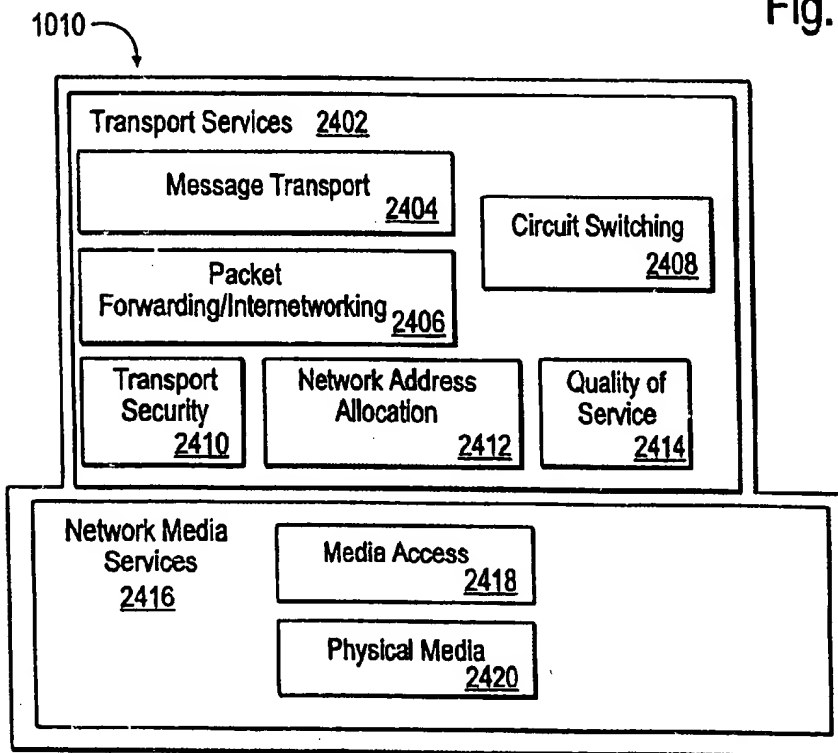 Fig.
1010
Transport Services 2402
Message Transport
2404
Circuit Switching
2408
Packet
Forwarding/Internetworking 2406
Transport
Security
2410
Network Address
Allocation
2412
Quality of
Service
2414
Network Media
Services
2416
Media Access
2418
Physical Media
2420